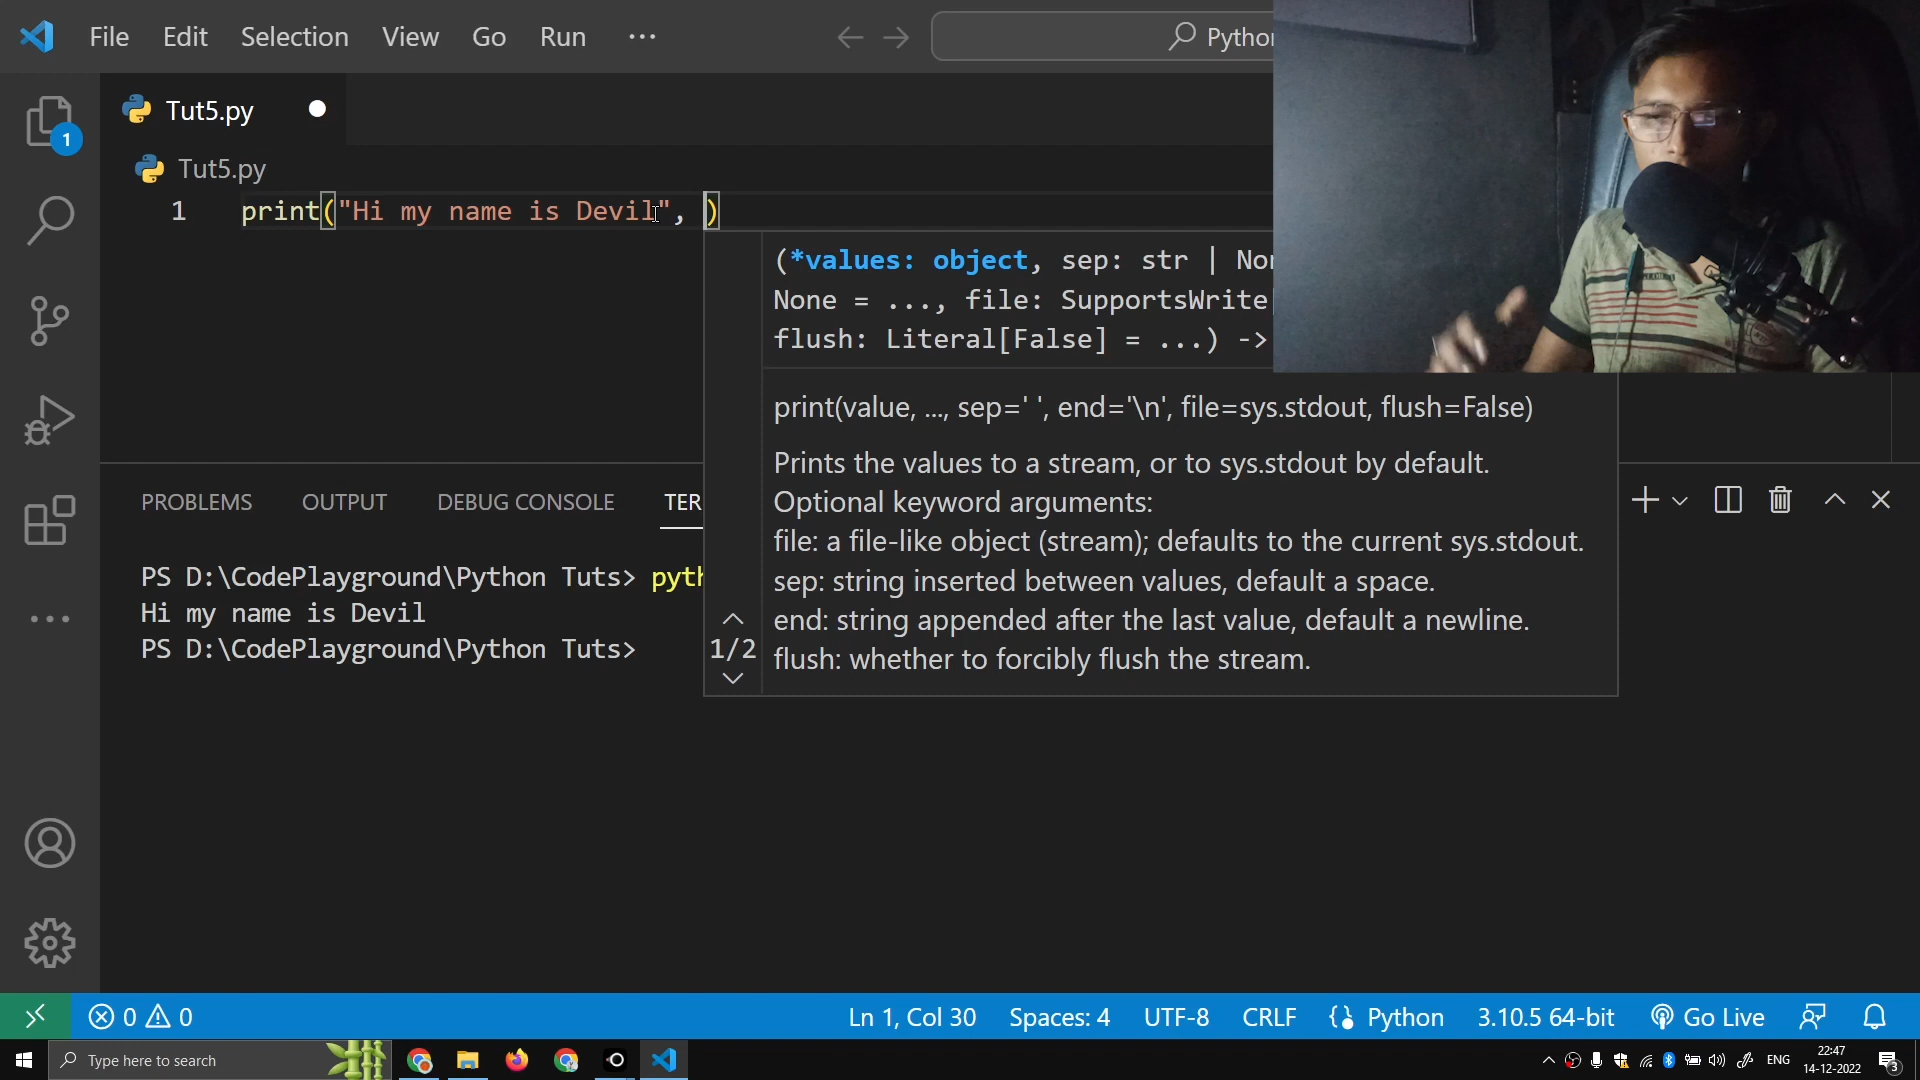 File Edit Selection View Go Run ···
Pytho
Tut5.py
1
Tut5.py
1 print("Hi my name is Devil", )
(*values: object, sep: str | Non
None = ..., file: SupportsWrite
flush: Literal[False] = ...) ->
print(value, ..., sep=' ', end='\n', file=sys.stdout, flush=False)
Prints the values to a stream, or to sys.stdout by default.
Optional keyword arguments:
file: a file-like object (stream); defaults to the current sys.stdout.
sep: string inserted between values, default a space.
end: string appended after the last value, default a newline.
flush: whether to forcibly flush the stream.
1/2
PROBLEMS OUTPUT DEBUG CONSOLE TER
PS D:\CodePlayground\Python Tuts> pyth
Hi my name is Devil
PS D:\CodePlayground\Python Tuts>
0 0 Ln 1, Col 30 Spaces: 4 UTF-8 CRLF Python 3.10.5 64-bit Go Live
Type here to search ENG 22:47
14-12-2022 3